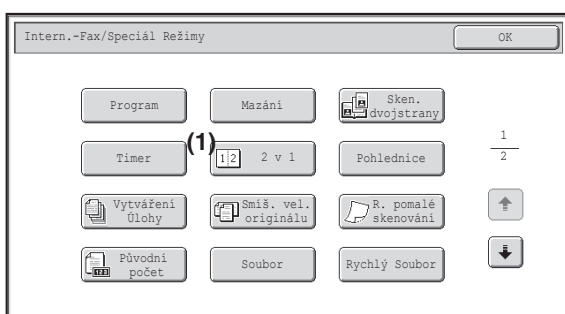 Intern.-Fax/Speciál Režimy
OK
Program
Mazání
Sken.
dvojstrany
Timer
(1)
1 2
2 v 1
Pohlednice
1
2
Vytváření
Úlohy
Smíš. vel.
originálu
R. pomalé
skenování
Původní
počet
123
Soubor
Rychlý Soubor